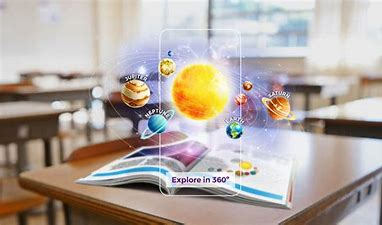 JUPITER
SATURN
NEPTUNE
EARTH
Explore in 360°